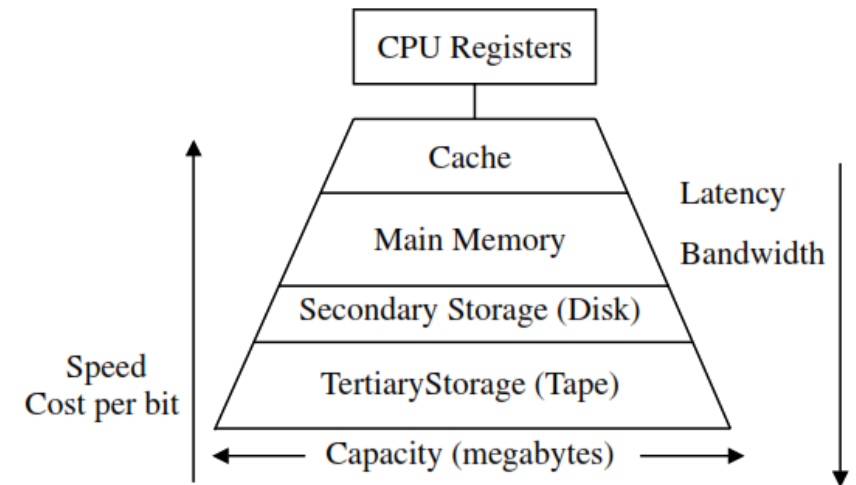 CPU Registers
Cache
Latency
Main Memory
Bandwidth
Secondary Storage (Disk)
Speed
TertiaryStorage (Tape)
Cost per bit
Capacity (megabytes)